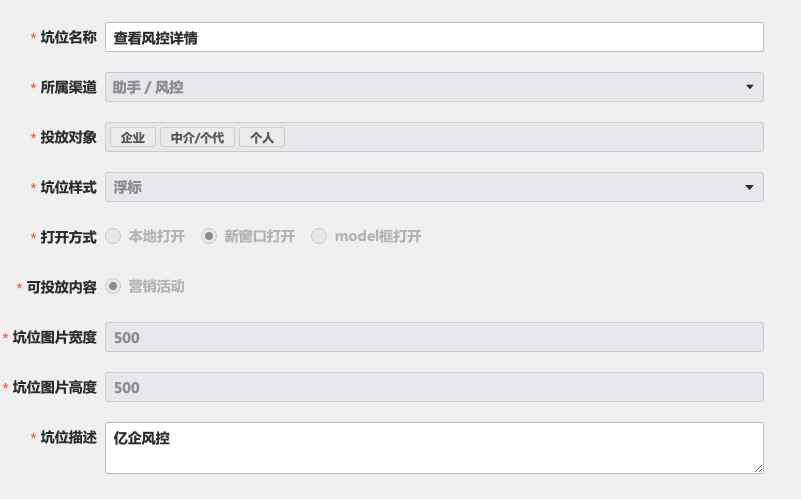 * 坑位名称 查看风控详情
* 所属渠道 助手 / 风控
* 投放对象 企业 中介/个代 个人
* 坑位样式 浮标
* 打开方式 本地打开 新窗口打开 model框打开
* 可投放内容 营销活动
* 坑位图片宽度 500
* 坑位图片高度 500
* 坑位描述 亿企风控